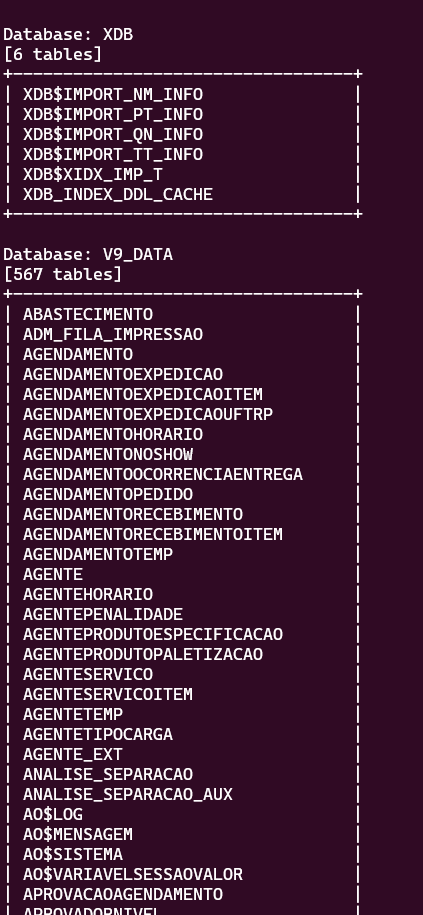 Database: XDB
[6 tables]
+----------------------------------+
| XDB$IMPORT_NM_INFO |
| XDB$IMPORT_PT_INFO |
| XDB$IMPORT_QN_INFO |
| XDB$IMPORT_TT_INFO |
| XDB$XIDX_IMP_T |
| XDB_INDEX_DDL_CACHE |
+----------------------------------+
Database: V9_DATA
[567 tables]
+----------------------------------+
| ABASTECIMENTO |
| ADM_FILA_IMPRESSAO |
| AGENDAMENTO |
| AGENDAMENTOEXPEDICAO |
| AGENDAMENTOEXPEDICAOITEM |
| AGENDAMENTOEXPEDICAOUFTRP |
| AGENDAMENTOHORARIO |
| AGENDAMENTONOSHOW |
| AGENDAMENTOOCORRENCIAENTREGA |
| AGENDAMENTOPEDIDO |
| AGENDAMENTORECEBIMENTO |
| AGENDAMENTORECEBIMENTOITEM |
| AGENDAMENTOTEMP |
| AGENTE |
| AGENTEHORARIO |
| AGENTEPENALIDADE |
| AGENTEPRODUTOESPECIFICACAO |
| AGENTEPRODUTOPALETIZACAO |
| AGENTESERVICO |
| AGENTESERVICOITEM |
| AGENTETEMP |
| AGENTETIPOCARGA |
| AGENTE_EXT |
| ANALISE_SEPARACAO |
| ANALISE_SEPARACAO_AUX |
| AO$LOG |
| AO$MENSAGEM |
| AO$SISTEMA |
| AO$VARIAVELSESSAOVALOR |
| APROVACAOAGENDAMENTO |
| APROVADORNIVEL |